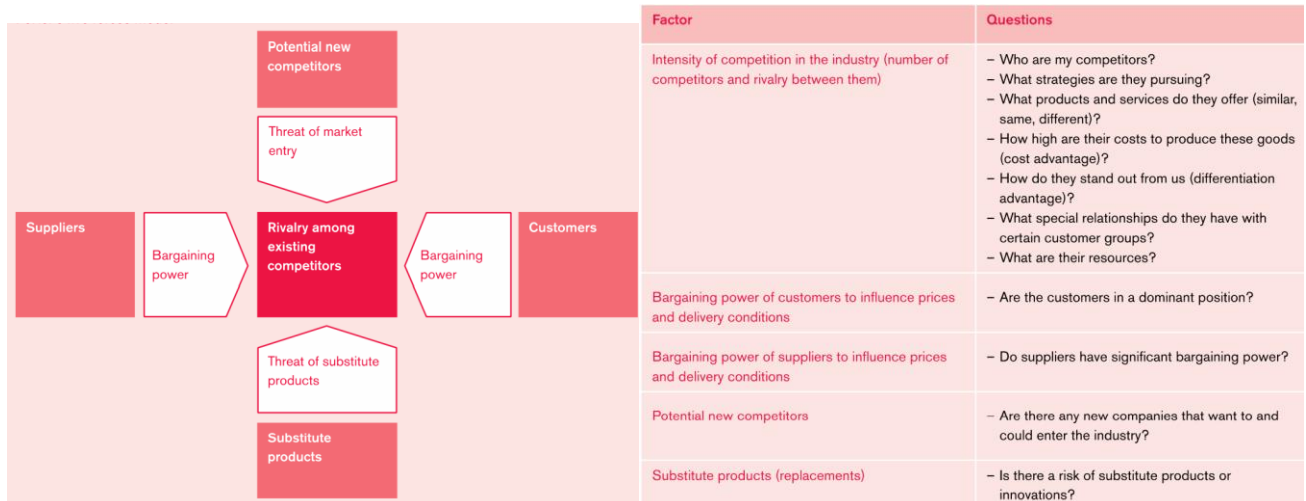 Potential new
competitors
Threat of market
entry
Suppliers
Bargaining
power
Rivalry among
existing
competitors
Bargaining
power
Customers
Threat of substitute
products
Substitute
products
Factor
Questions
Intensity of competition in the industry (number of
competitors and rivalry between them)
– Who are my competitors?
– What strategies are they pursuing?
– What products and services do they offer (similar,
same, different)?
– How high are their costs to produce these goods
(cost advantage)?
– How do they stand out from us (differentiation
advantage)?
– What special relationships do they have with
certain customer groups?
– What are their resources?
Bargaining power of customers to influence prices
and delivery conditions
– Are the customers in a dominant position?
Bargaining power of suppliers to influence prices
and delivery conditions
– Do suppliers have significant bargaining power?
Potential new competitors
– Are there any new companies that want to and
could enter the industry?
Substitute products (replacements)
– Is there a risk of substitute products or
innovations?